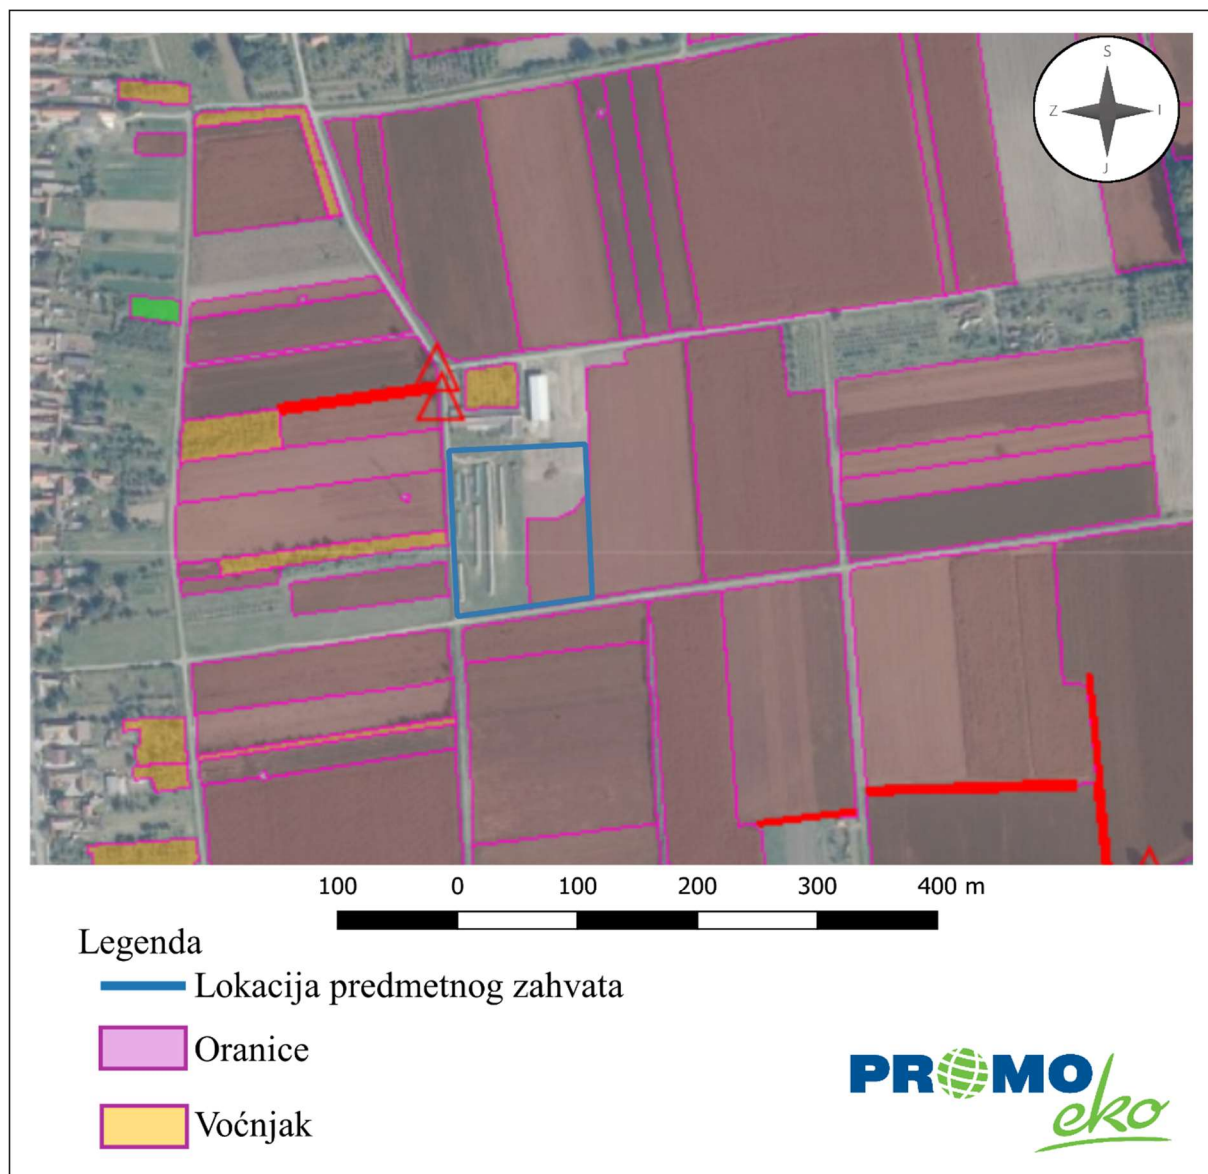 S
Z I
J
100 0 100 200 300 400 m
Legenda
Lokacija predmetnog zahvata
Oranice
Voćnjak
PROMO
eko